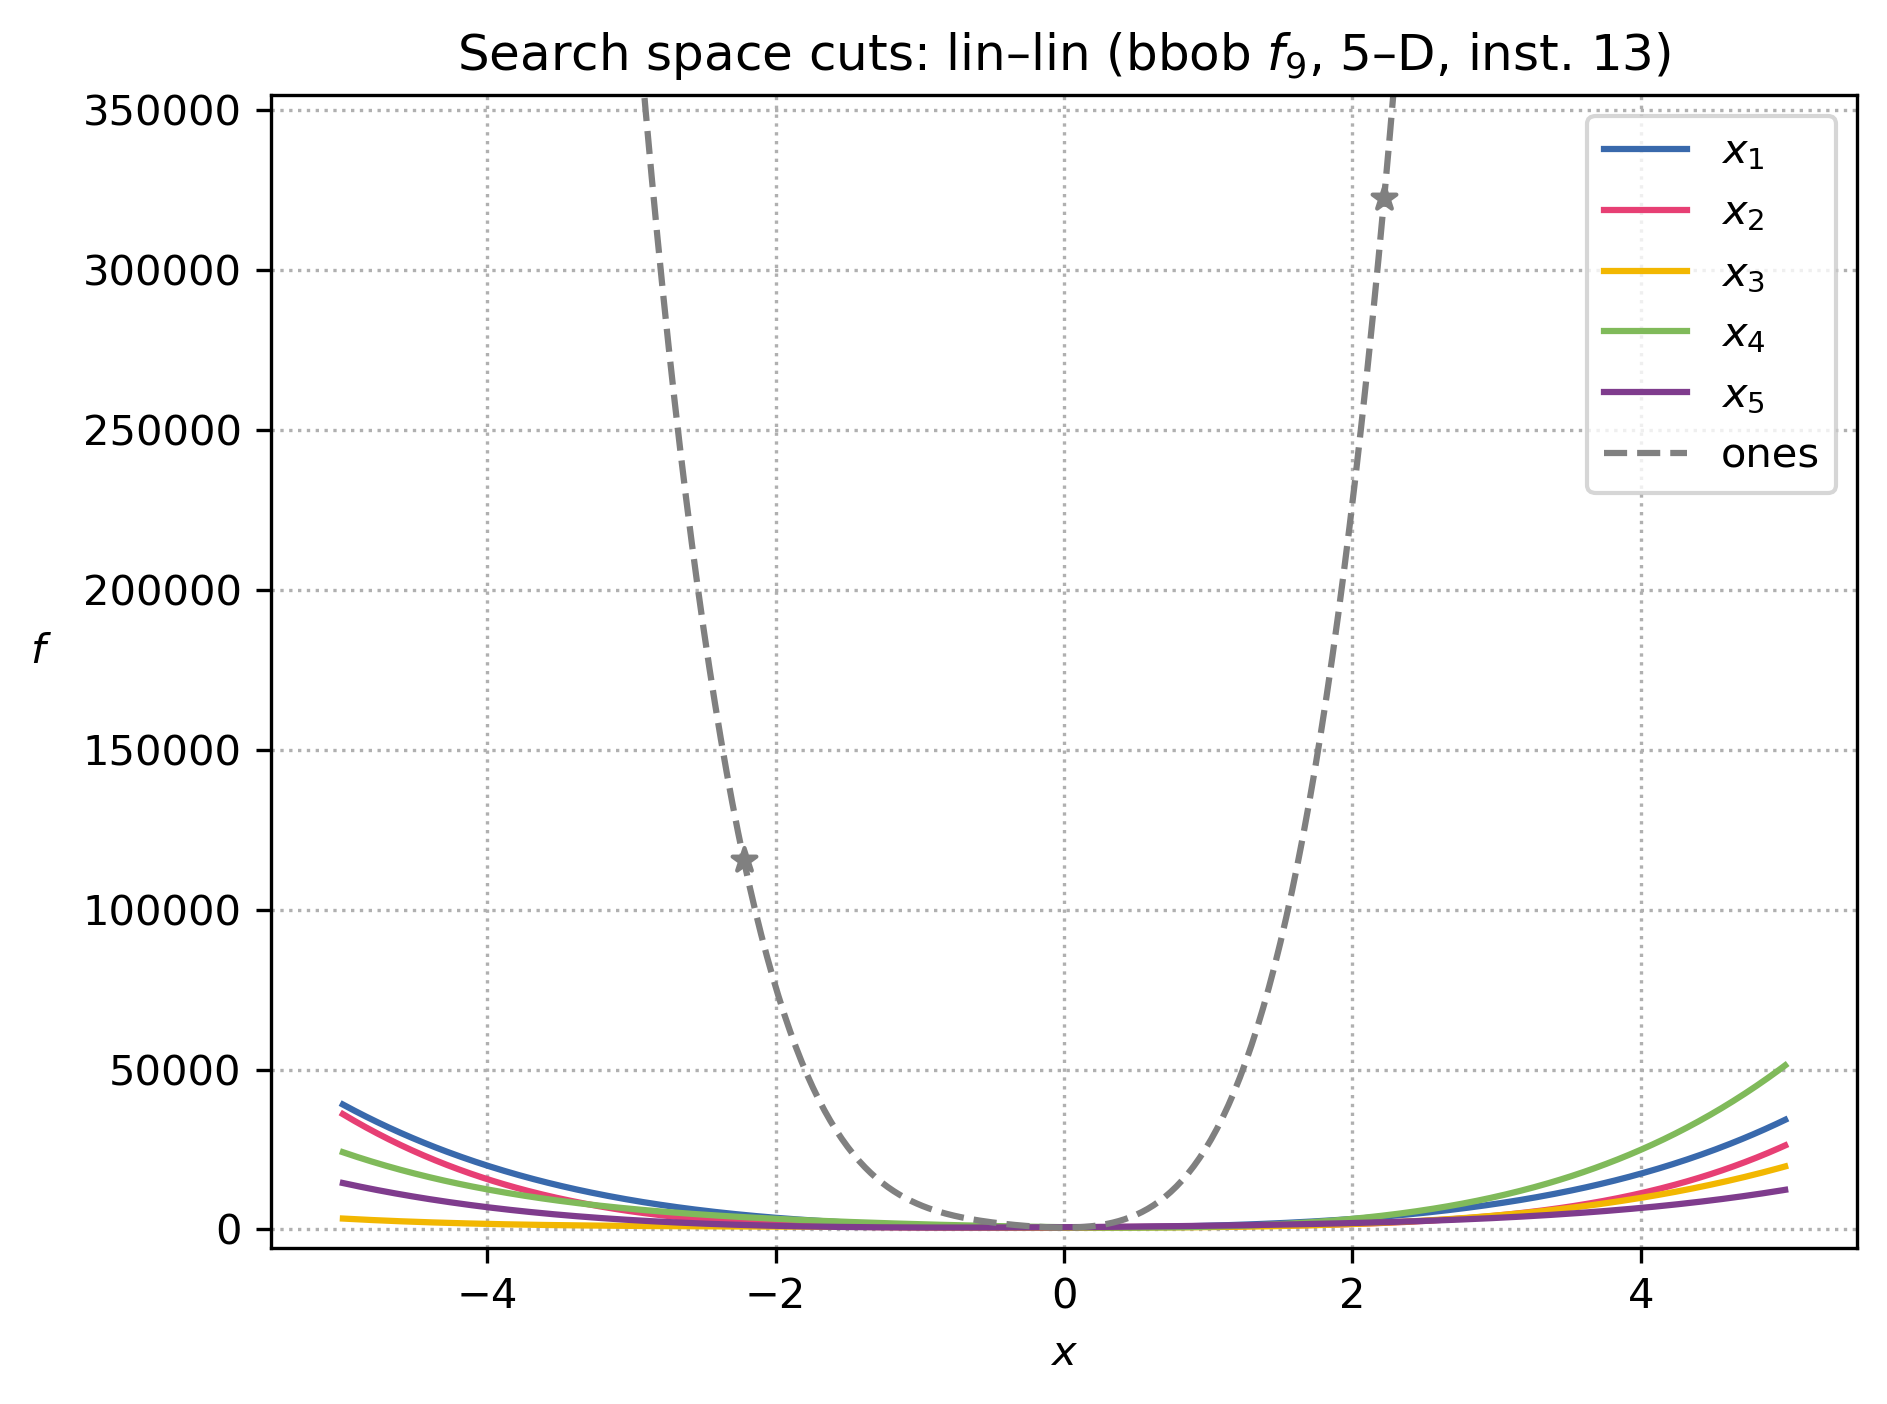 Search space cuts: lin–lin (bbob f₉, 5–D, inst. 13)
350000
300000
250000
200000
150000
100000
50000
0
f
−4
−2
0
2
4
x
x₁
x₂
x₃
x₄
x₅
ones